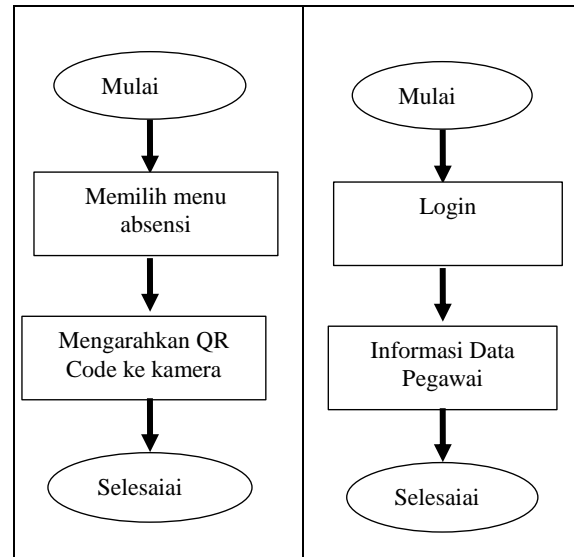 Mulai
Memilih menu
absensi
Mengarahkan QR
Code ke kamera
Selesaiai
Mulai
Login
Informasi Data
Pegawai
Selesaiai